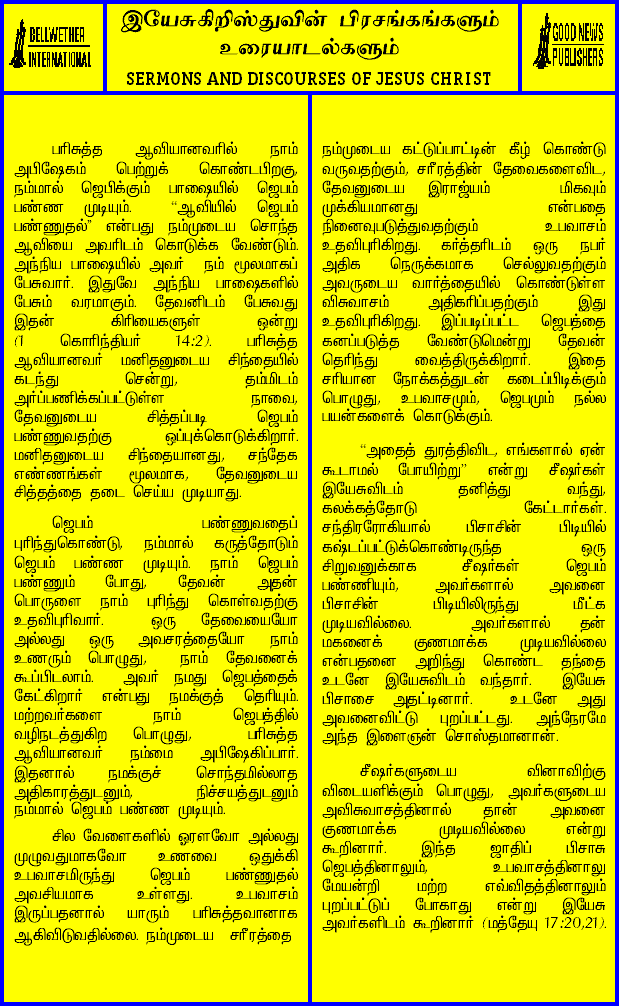 BELLWETHER
INTERNATIONAL
இயேசுகிறிஸ்துவின் பிரசங்கங்களும்
உரையாடல்களும்
SERMONS AND DISCOURSES OF JESUS CHRIST
GOOD NEWS
PUBLISHERS
பரிசுத்த ஆவியானவரில் நாம்
அபிஷேகம் பெற்றுக் கொண்டபிறகு,
நம்மால் ஜெபிக்கும் பாஷையில் ஜெபம்
பண்ண முடியும். “ஆவியில் ஜெபம்
பண்ணுதல்” என்பது நம்முடைய சொந்த
ஆவியை அவரிடம் கொடுக்க வேண்டும்.
அந்நிய பாஷையில் அவர் நம் மூலமாகப்
பேசுவார். இதுவே அந்நிய பாஷைகளில்
பேசும் வரமாகும். தேவனிடம் பேசுவது
இதன் கிரியைகளுள் ஒன்று
(1 கொரிந்தியர் 14:2). பரிசுத்த
ஆவியானவர் மனிதனுடைய சிந்தையில்
கடந்து சென்று, தம்மிடம்
அர்ப்பணிக்கப்பட்டுள்ள நாவை,
தேவனுடைய சித்தப்படி ஜெபம்
பண்ணுவதற்கு ஒப்புக்கொடுக்கிறார்.
மனிதனுடைய சிந்தையானது, சந்தேக
எண்ணங்கள் மூலமாக, தேவனுடைய
சித்தத்தை தடை செய்ய முடியாது.
ஜெபம் பண்ணுவதைப்
புரிந்துகொண்டு, நம்மால் கருத்தோடும்
ஜெபம் பண்ண முடியும். நாம் ஜெபம்
பண்ணும் போது, தேவன் அதன்
பொருளை நாம் புரிந்து கொள்வதற்கு
உதவிபுரிவார். ஒரு தேவையையோ
அல்லது ஒரு அவசரத்தையோ நாம்
உணரும் பொழுது, நாம் தேவனைக்
கூப்பிடலாம். அவர் நமது ஜெபத்தைக்
கேட்கிறார் என்பது நமக்குத் தெரியும்.
மற்றவர்களை நாம் ஜெபத்தில்
வழிநடத்துகிற பொழுது, பரிசுத்த
ஆவியானவர் நம்மை அபிஷேகிப்பார்.
இதனால் நமக்குச் சொந்தமில்லாத
அதிகாரத்துடனும், நிச்சயத்துடனும்
நம்மால் ஜெபம் பண்ண முடியும்.
சில வேளைகளில் ஓரளவோ அல்லது
முழுவதுமாகவோ உணவை ஒதுக்கி
உபவாசமிருந்து ஜெபம் பண்ணுதல்
அவசியமாக உள்ளது. உபவாசம்
இருப்பதனால் யாரும் பரிசுத்தவானாக
ஆகிவிடுவதில்லை. நம்முடைய சரீரத்தை
நம்முடைய கட்டுப்பாட்டின் கீழ் கொண்டு
வருவதற்கும், சரீரத்தின் தேவைகளைவிட,
தேவனுடைய இராஜ்யம் மிகவும்
முக்கியமானது என்பதை
நினைவுபடுத்துவதற்கும் உபவாசம்
உதவிபுரிகிறது. கர்த்தரிடம் ஒரு நபர்
அதிக நெருக்கமாக செல்லுவதற்கும்
அவருடைய வார்த்தையில் கொண்டுள்ள
விசுவாசம் அதிகரிப்பதற்கும் இது
உதவிபுரிகிறது. இப்படிப்பட்ட ஜெபத்தை
கனப்படுத்த வேண்டுமென்று தேவன்
தெரிந்து வைத்திருக்கிறார். இதை
சரியான நோக்கத்துடன் கடைப்பிடிக்கும்
பொழுது, உபவாசமும், ஜெபமும் நல்ல
பயன்களைக் கொடுக்கும்.
“அதைத் துரத்திவிட, எங்களால் ஏன்
கூடாமல் போயிற்று” என்று சீஷர்கள்
இயேசுவிடம் தனித்து வந்து,
கலக்கத்தோடு கேட்டார்கள்.
சந்திரரோகியால் பிசாசின் பிடியில்
கஷ்டப்பட்டுக்கொண்டிருந்த ஒரு
சிறுவனுக்காக சீஷர்கள் ஜெபம்
பண்ணியும், அவர்களால் அவனை
பிசாசின் பிடியிலிருந்து மீட்க
முடியவில்லை. அவர்களால் தன்
மகனைக் குணமாக்க முடியவில்லை
என்பதனை அறிந்து கொண்ட தந்தை
உடனே இயேசுவிடம் வந்தார். இயேசு
பிசாசை அதட்டினார். உடனே அது
அவனைவிட்டு புறப்பட்டது. அந்நேரமே
அந்த இளைஞன் சொஸ்தமானான்.
சீஷர்களுடைய வினாவிற்கு
விடையளிக்கும் பொழுது, அவர்களுடைய
அவிசுவாசத்தினால் தான் அவனை
குணமாக்க முடியவில்லை என்று
கூறினார். இந்த ஜாதிப் பிசாசு
ஜெபத்தினாலும், உபவாசத்தினாலு
மேயன்றி மற்ற எவ்விதத்தினாலும்
புறப்பட்டுப் போகாது என்று இயேசு
அவர்களிடம் கூறினார் (மத்தேயு 17:20,21).